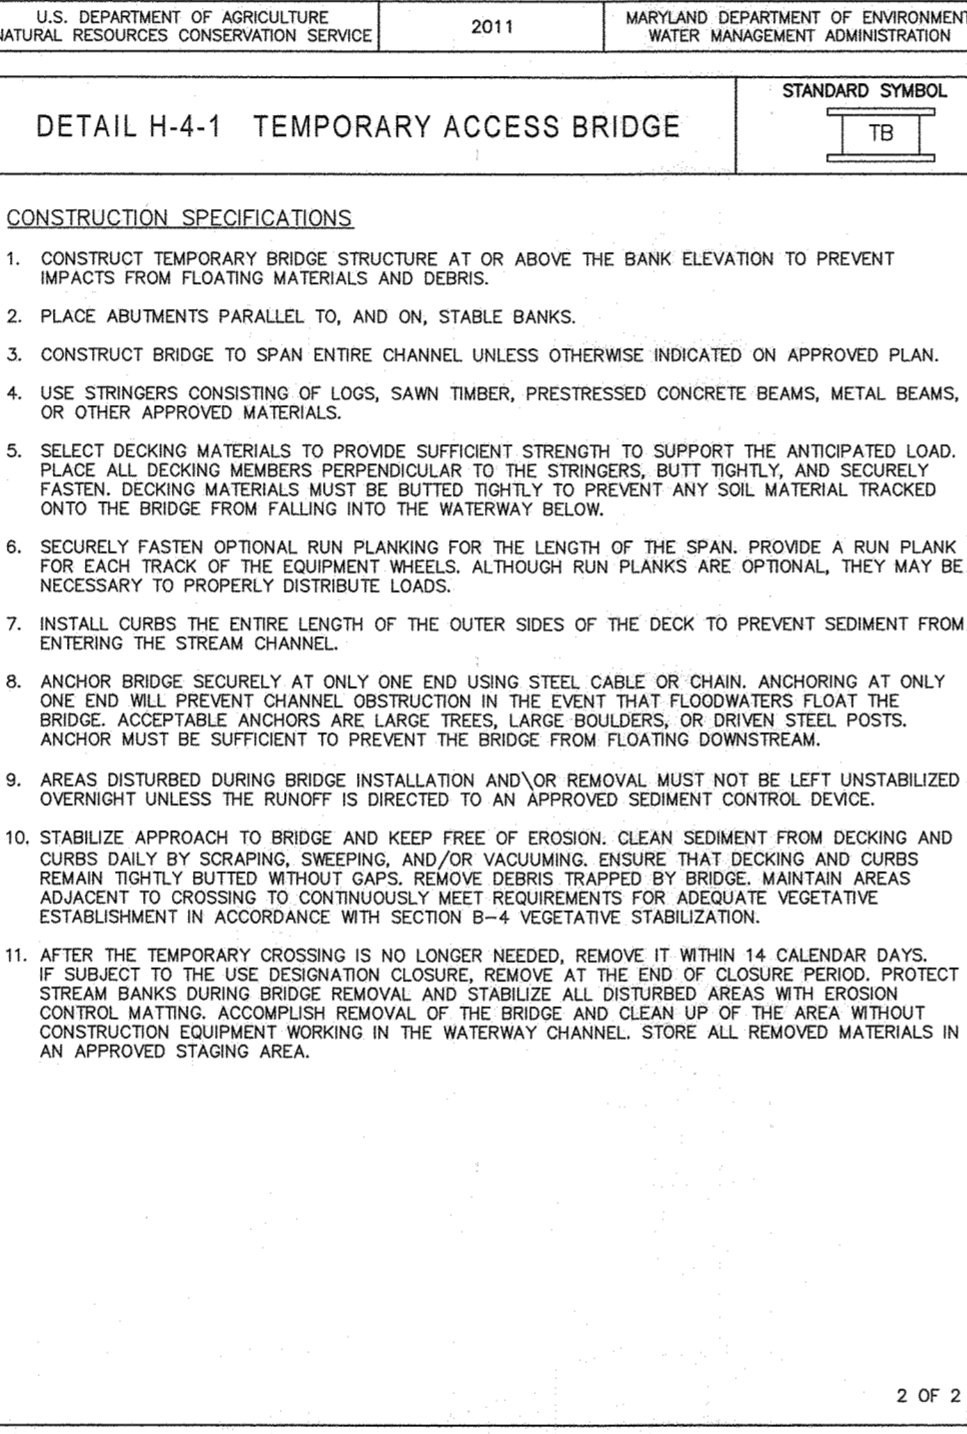 U.S. DEPARTMENT OF AGRICULTURE
NATURAL RESOURCES CONSERVATION SERVICE
2011
MARYLAND DEPARTMENT OF ENVIRONMENT
WATER MANAGEMENT ADMINISTRATION
DETAIL H-4-1 TEMPORARY ACCESS BRIDGE
STANDARD SYMBOL
TB
CONSTRUCTION SPECIFICATIONS
1. CONSTRUCT TEMPORARY BRIDGE STRUCTURE AT OR ABOVE THE BANK ELEVATION TO PREVENT
IMPACTS FROM FLOATING MATERIALS AND DEBRIS.
2. PLACE ABUTMENTS PARALLEL TO, AND ON, STABLE BANKS.
3. CONSTRUCT BRIDGE TO SPAN ENTIRE CHANNEL UNLESS OTHERWISE INDICATED ON APPROVED PLAN.
4. USE STRINGERS CONSISTING OF LOGS, SAWN TIMBER, PRESTRESSED CONCRETE BEAMS, METAL BEAMS,
OR OTHER APPROVED MATERIALS.
5. SELECT DECKING MATERIALS TO PROVIDE SUFFICIENT STRENGTH TO SUPPORT THE ANTICIPATED LOAD.
PLACE ALL DECKING MEMBERS PERPENDICULAR TO THE STRINGERS, BUTT TIGHTLY, AND SECURELY
FASTEN. DECKING MATERIALS MUST BE BUTTED TIGHTLY TO PREVENT ANY SOIL MATERIAL TRACKED
ONTO THE BRIDGE FROM FALLING INTO THE WATERWAY BELOW.
6. SECURELY FASTEN OPTIONAL RUN PLANKING FOR THE LENGTH OF THE SPAN. PROVIDE A RUN PLANK
FOR EACH TRACK OF THE EQUIPMENT WHEELS. ALTHOUGH RUN PLANKS ARE OPTIONAL, THEY MAY BE
NECESSARY TO PROPERLY DISTRIBUTE LOADS.
7. INSTALL CURBS THE ENTIRE LENGTH OF THE OUTER SIDES OF THE DECK TO PREVENT SEDIMENT FROM
ENTERING THE STREAM CHANNEL.
8. ANCHOR BRIDGE SECURELY AT ONLY ONE END USING STEEL CABLE OR CHAIN. ANCHORING AT ONLY
ONE END WILL PREVENT CHANNEL OBSTRUCTION IN THE EVENT THAT FLOODWATERS FLOAT THE
BRIDGE. ACCEPTABLE ANCHORS ARE LARGE TREES, LARGE BOULDERS, OR DRIVEN STEEL POSTS.
ANCHOR MUST BE SUFFICIENT TO PREVENT THE BRIDGE FROM FLOATING DOWNSTREAM.
9. AREAS DISTURBED DURING BRIDGE INSTALLATION AND\OR REMOVAL MUST NOT BE LEFT UNSTABILIZED
OVERNIGHT UNLESS THE RUNOFF IS DIRECTED TO AN APPROVED SEDIMENT CONTROL DEVICE.
10. STABILIZE APPROACH TO BRIDGE AND KEEP FREE OF EROSION. CLEAN SEDIMENT FROM DECKING AND
CURBS DAILY BY SCRAPING, SWEEPING, AND/OR VACUUMING. ENSURE THAT DECKING AND CURBS
REMAIN TIGHTLY BUTTED WITHOUT GAPS. REMOVE DEBRIS TRAPPED BY BRIDGE. MAINTAIN AREAS
ADJACENT TO CROSSING TO CONTINUOUSLY MEET REQUIREMENTS FOR ADEQUATE VEGETATIVE
ESTABLISHMENT IN ACCORDANCE WITH SECTION B-4 VEGETATIVE STABILIZATION.
11. AFTER THE TEMPORARY CROSSING IS NO LONGER NEEDED, REMOVE IT WITHIN 14 CALENDAR DAYS.
IF SUBJECT TO THE USE DESIGNATION CLOSURE, REMOVE AT THE END OF CLOSURE PERIOD. PROTECT
STREAM BANKS DURING BRIDGE REMOVAL AND STABILIZE ALL DISTURBED AREAS WITH EROSION
CONTROL MATTING. ACCOMPLISH REMOVAL OF THE BRIDGE AND CLEAN UP OF THE AREA WITHOUT
CONSTRUCTION EQUIPMENT WORKING IN THE WATERWAY CHANNEL. STORE ALL REMOVED MATERIALS IN
AN APPROVED STAGING AREA.
2 OF 2